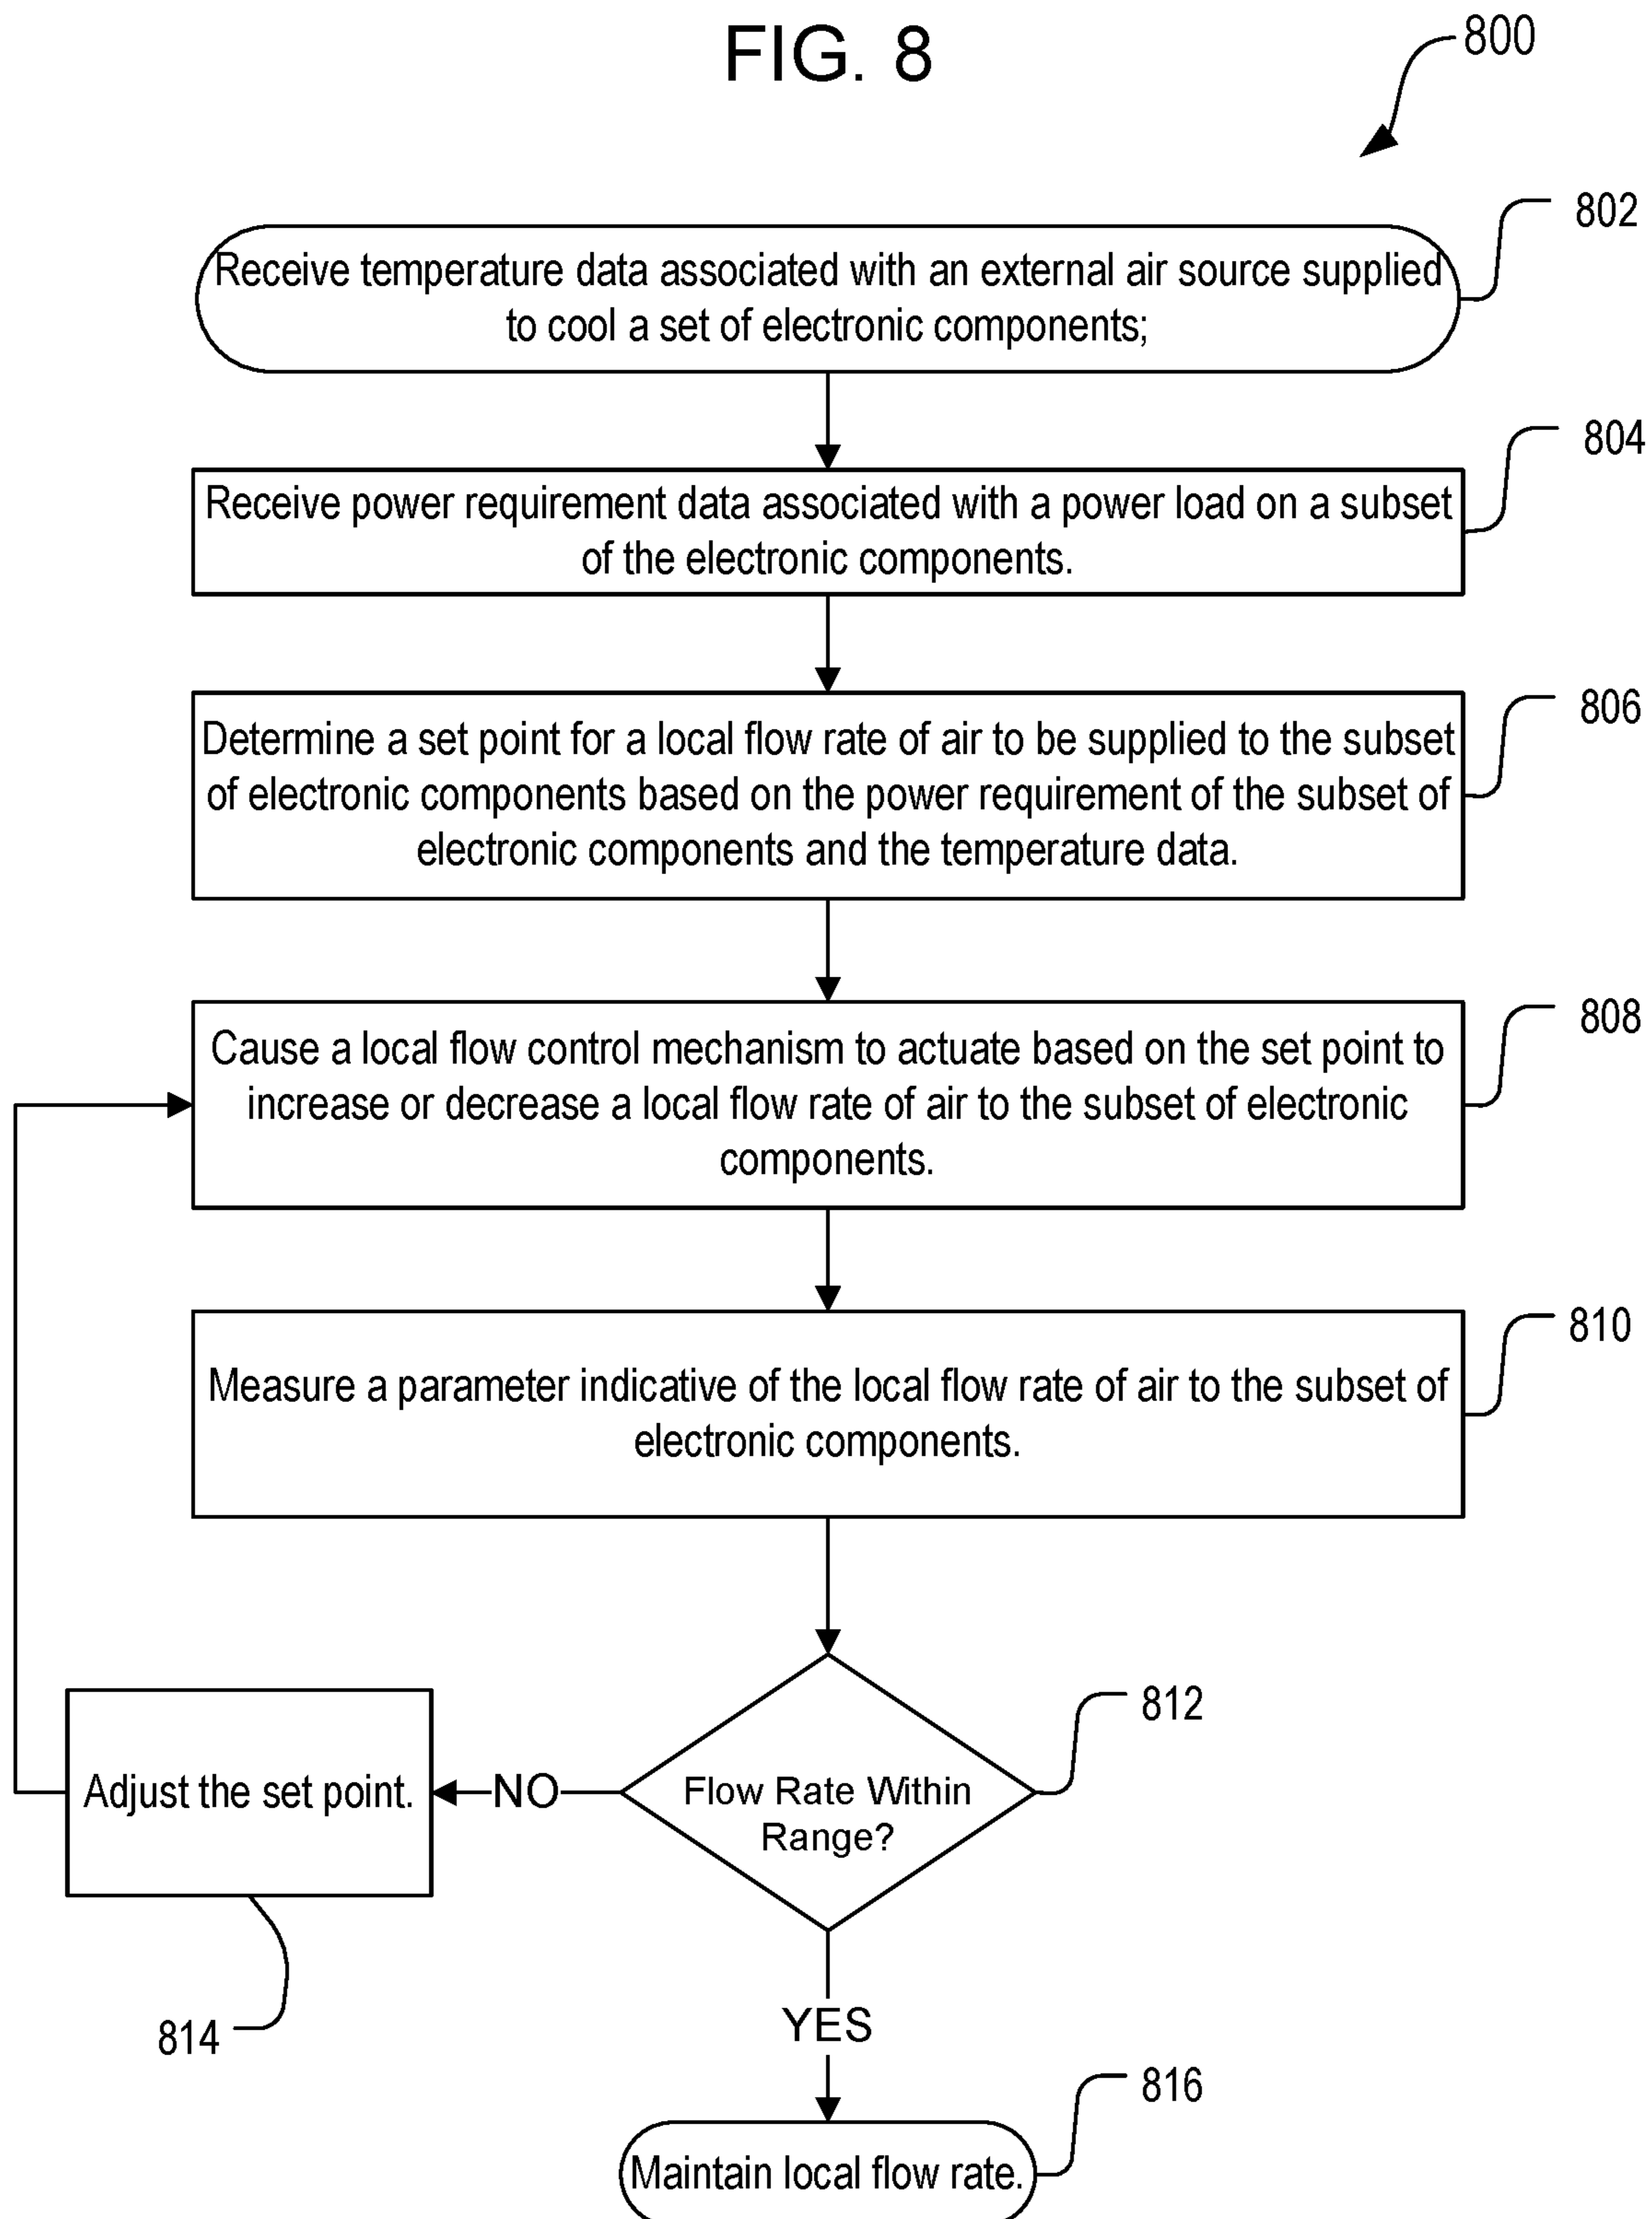 FIG. 8
800
802
Receive temperature data associated with an external air source supplied
to cool a set of electronic components;
804
Receive power requirement data associated with a power load on a subset
of the electronic components.
806
Determine a set point for a local flow rate of air to be supplied to the subset
of electronic components based on the power requirement of the subset of
electronic components and the temperature data.
808
Cause a local flow control mechanism to actuate based on the set point to
increase or decrease a local flow rate of air to the subset of electronic
components.
810
Measure a parameter indicative of the local flow rate of air to the subset of
electronic components.
812
Flow Rate Within
Range?
NO
Adjust the set point.
814
YES
816
Maintain local flow rate.